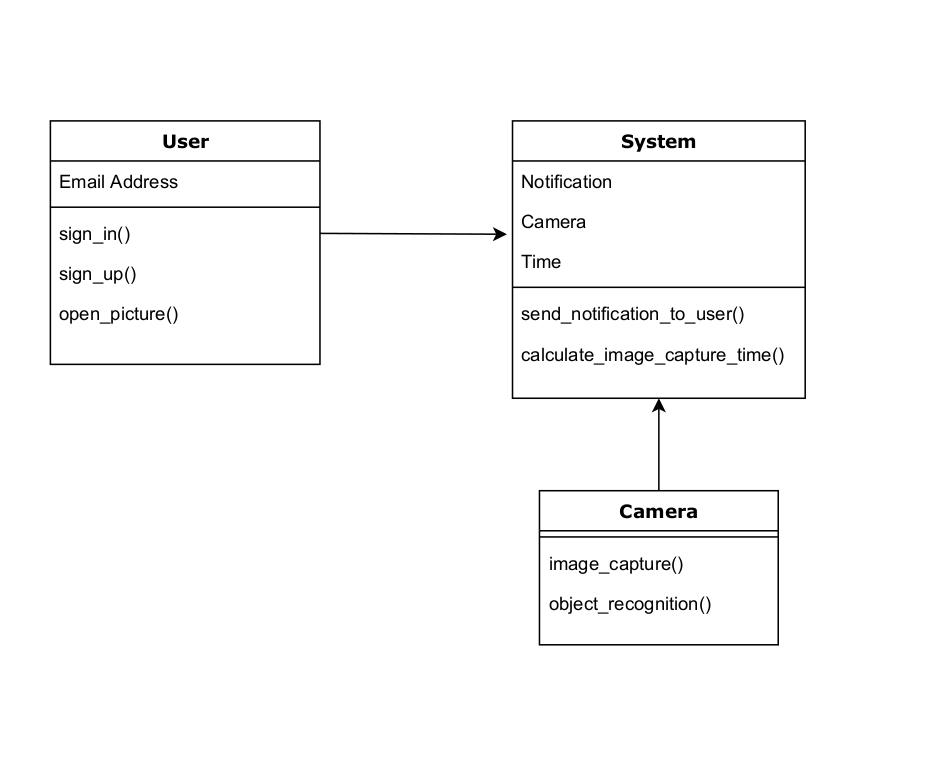 User
Email Address
sign_in()
sign_up()
open_picture()
System
Notification
Camera
Time
send_notification_to_user()
calculate_image_capture_time()
Camera
image_capture()
object_recognition()